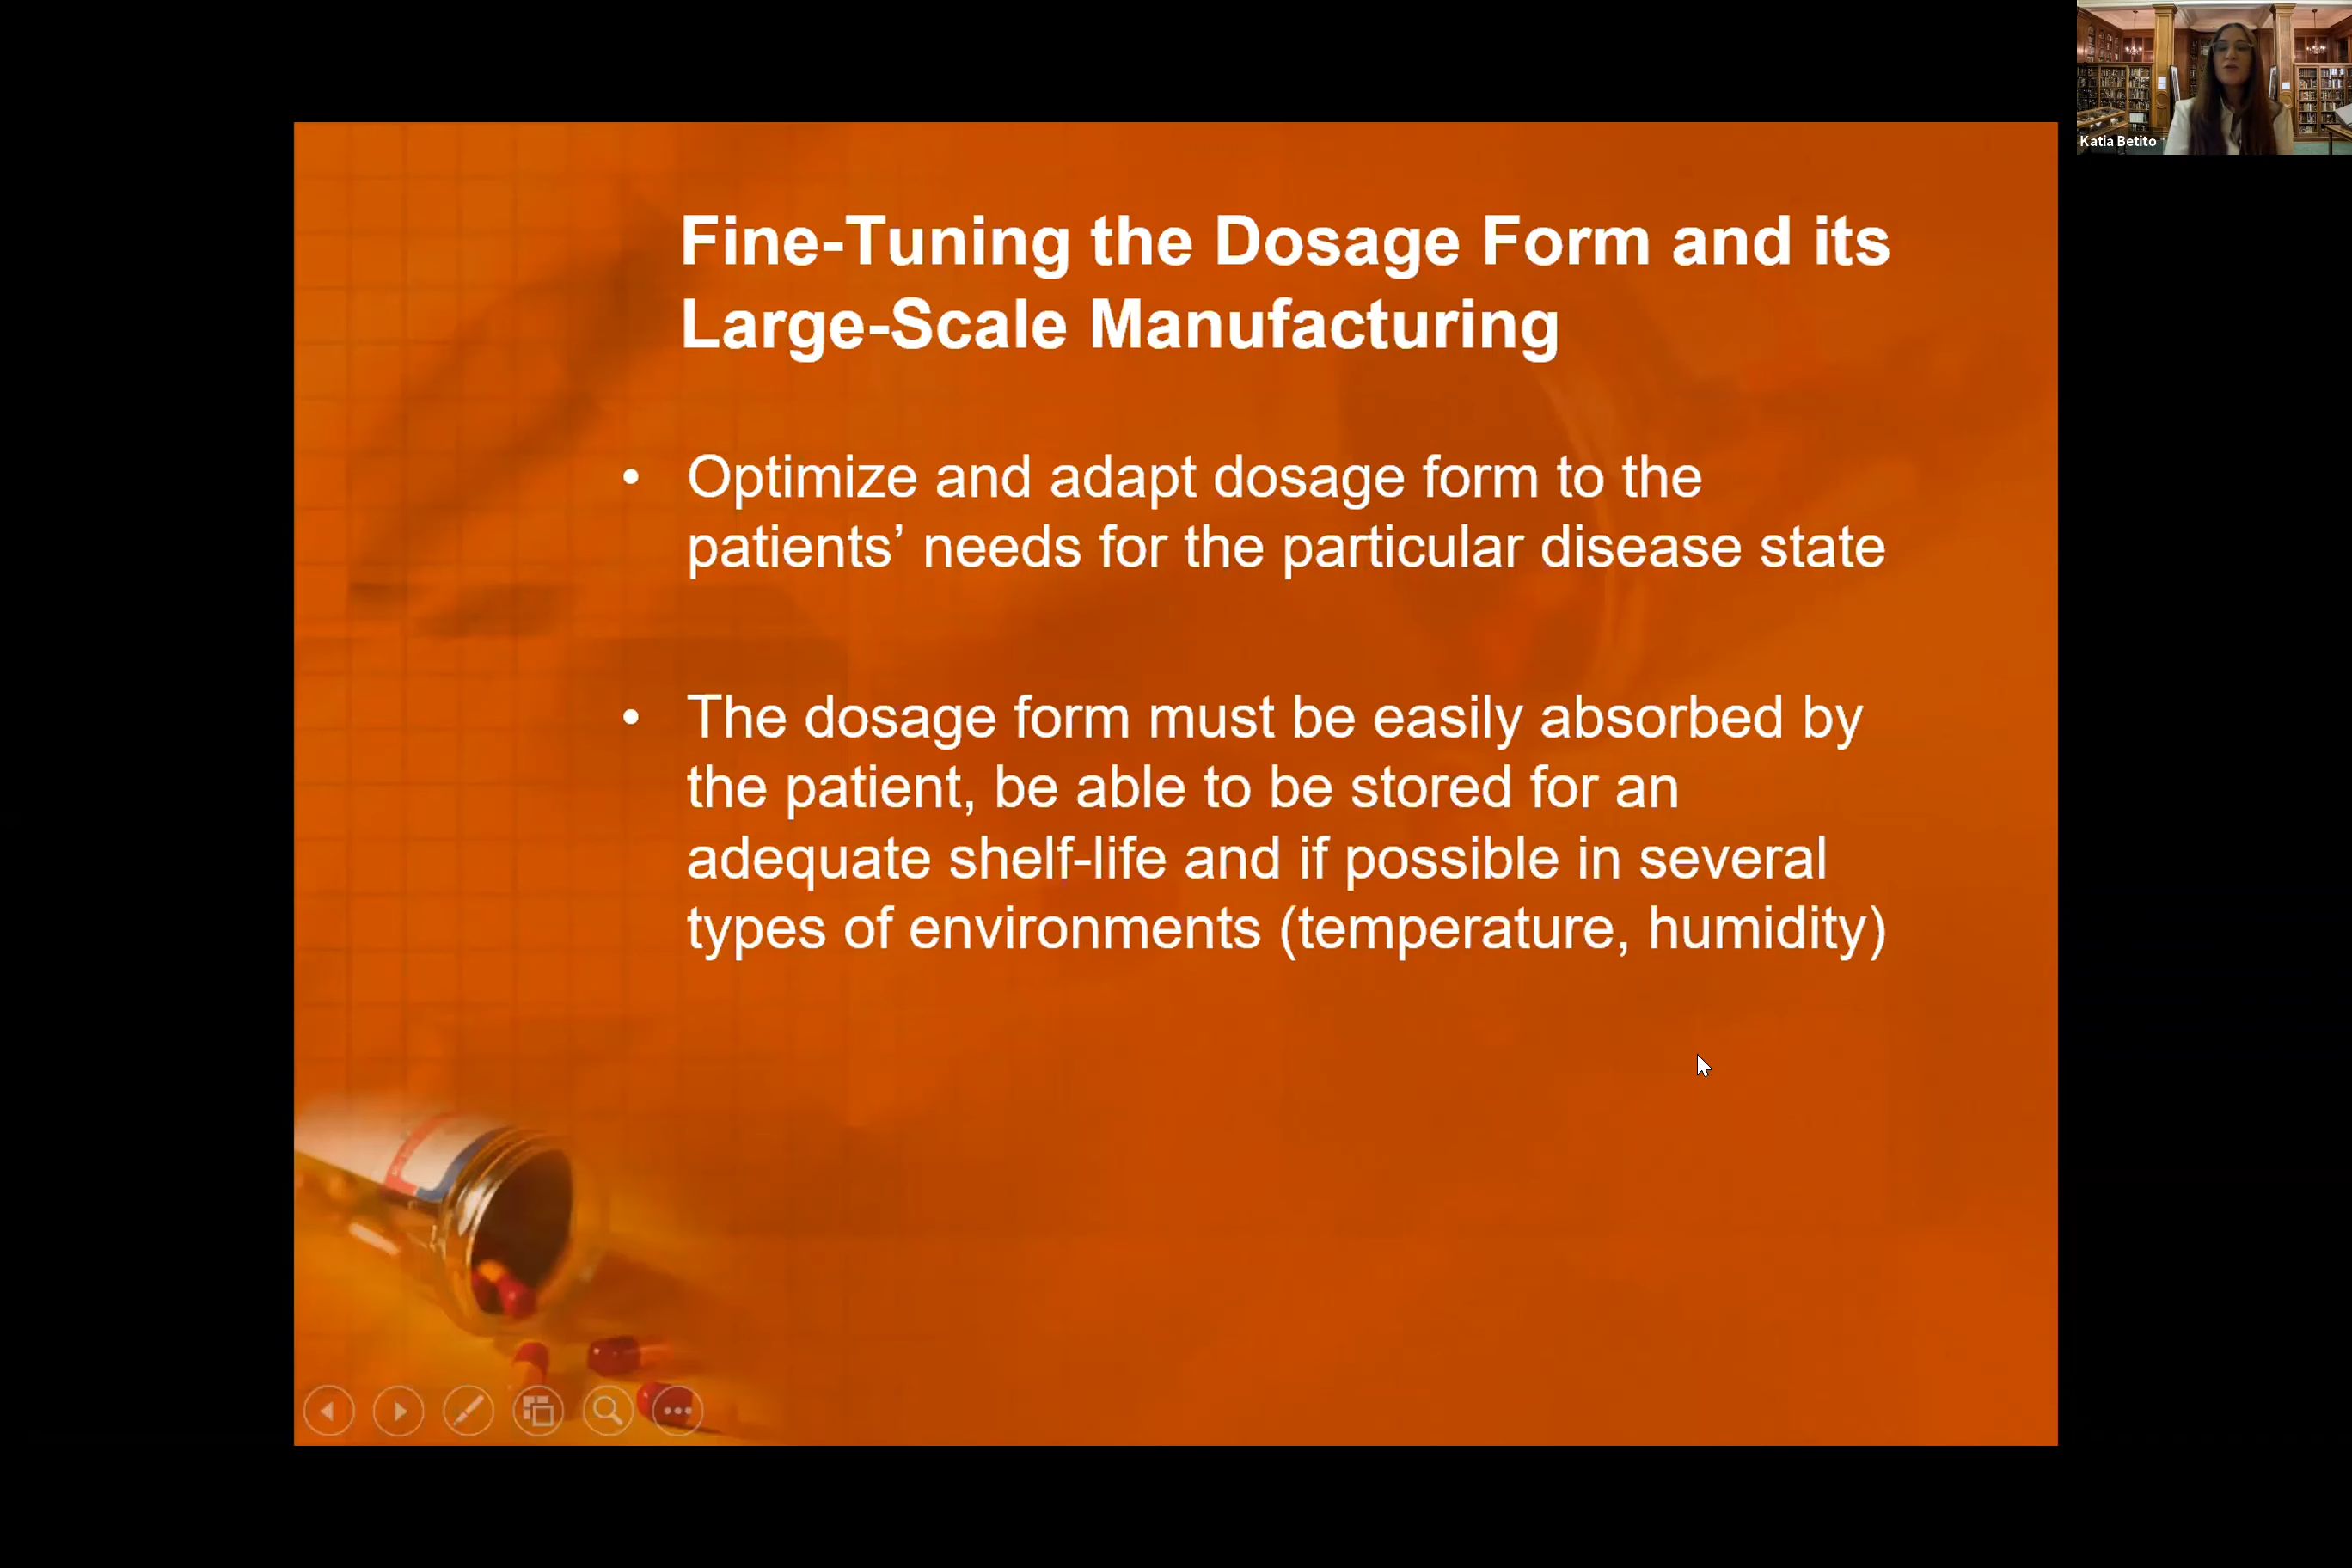 Katia Betito
Fine-Tuning the Dosage Form and its
Large-Scale Manufacturing
• Optimize and adapt dosage form to the
patients’ needs for the particular disease state
• The dosage form must be easily absorbed by
the patient, be able to be stored for an
adequate shelf-life and if possible in several
types of environments (temperature, humidity)